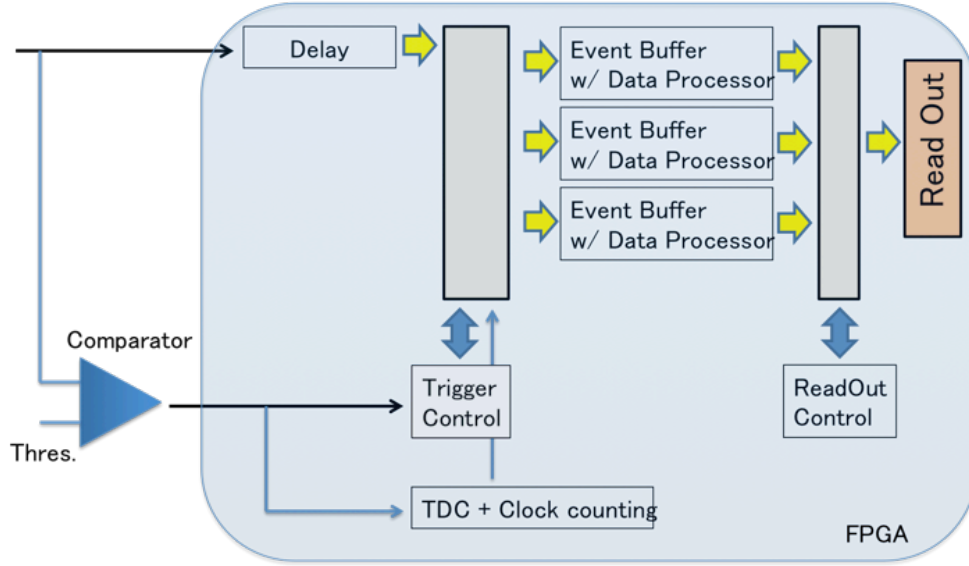 Delay
Event Buffer
w/ Data Processor
Event Buffer
w/ Data Processor
Event Buffer
w/ Data Processor
Read Out
Comparator
Thres.
Trigger
Control
ReadOut
Control
TDC + Clock counting
FPGA